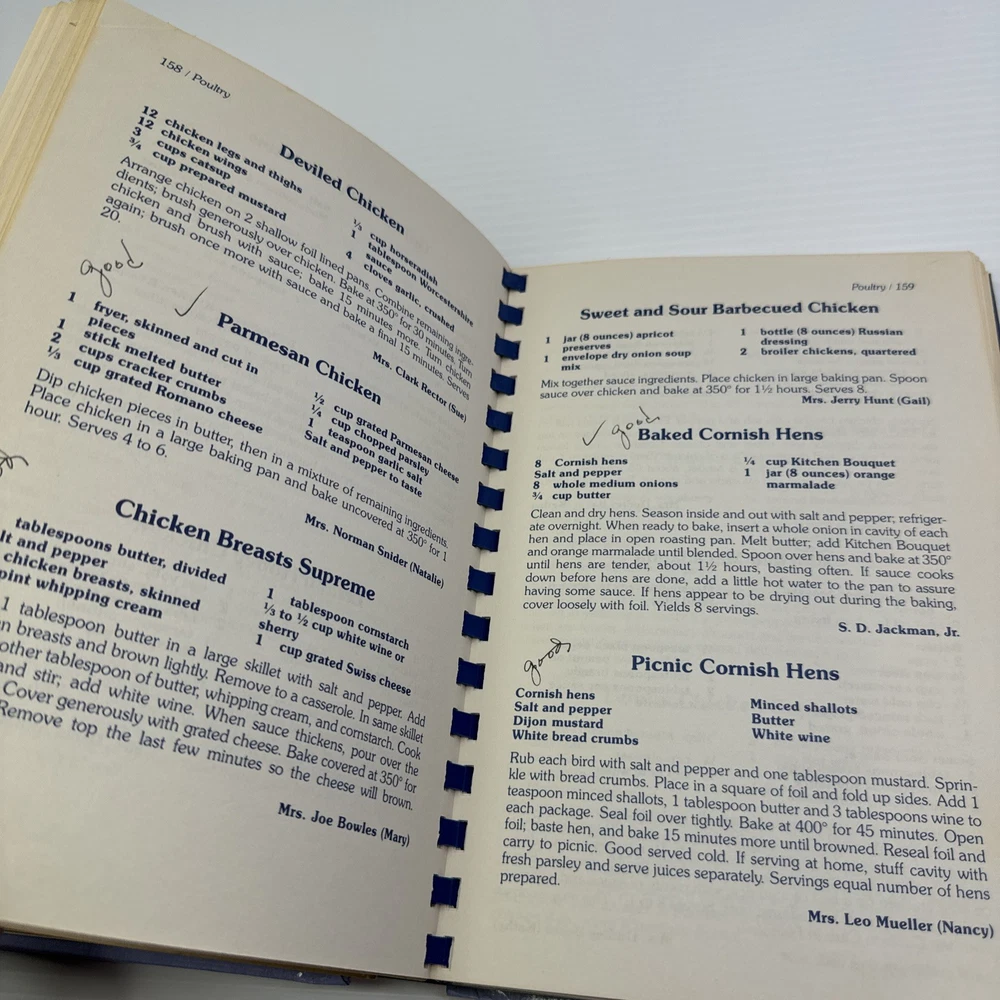 158 / Poultry
Deviled Chicken
12 chicken legs and thighs
12 chicken wings
3 cups catsup
¾ cup prepared mustard
⅓ cup horseradish
1 tablespoon Worcestershire
sauce
4 cloves garlic, crushed
Arrange chicken on 2 shallow foil lined pans. Combine remaining ingre-
dients; brush generously over chicken. Bake at 350° for 30 minutes. Turn
chicken and brush with sauce; bake 15 minutes more. Turn chicken
again; brush once more with sauce and bake a final 15 minutes. Serves
20.
Mrs. Clark Rector (Sue)
good ✓
Parmesan Chicken
1 fryer, skinned and cut in
pieces
1 stick melted butter
2 cups cracker crumbs
⅓ cup grated Romano cheese
½ cup grated Parmesan cheese
¼ cup chopped parsley
1 teaspoon garlic salt
Salt and pepper to taste
Dip chicken pieces in butter, then in a mixture of remaining ingredients.
Place chicken in a large baking pan and bake uncovered at 350° for 1
hour. Serves 4 to 6.
Mrs. Norman Snider (Natalie)
Chicken Breasts Supreme
tablespoons butter, divided
lt and pepper
chicken breasts, skinned
pint whipping cream
1 tablespoon cornstarch
⅓ to ½ cup white wine or
sherry
1 cup grated Swiss cheese
1 tablespoon butter in a large skillet with salt and pepper. Add
n breasts and brown lightly. Remove to a casserole. In same skillet
other tablespoon of butter, whipping cream, and cornstarch. Cook
and stir; add white wine. When sauce thickens, pour over the
Cover generously with grated cheese. Bake covered at 350° for
Remove top the last few minutes so the cheese will brown.
Mrs. Joe Bowles (Mary)
Poultry / 159
Sweet and Sour Barbecued Chicken
1 jar (8 ounces) apricot
preserves
1 envelope dry onion soup
mix
1 bottle (8 ounces) Russian
dressing
2 broiler chickens, quartered
Mix together sauce ingredients. Place chicken in large baking pan. Spoon
sauce over chicken and bake at 350° for 1½ hours. Serves 8.
Mrs. Jerry Hunt (Gail)
✓ good
Baked Cornish Hens
8 Cornish hens
Salt and pepper
8 whole medium onions
¾ cup butter
¼ cup Kitchen Bouquet
1 jar (8 ounces) orange
marmalade
Clean and dry hens. Season inside and out with salt and pepper; refriger-
ate overnight. When ready to bake, insert a whole onion in cavity of each
hen and place in open roasting pan. Melt butter; add Kitchen Bouquet
and orange marmalade until blended. Spoon over hens and bake at 350°
until hens are tender, about 1½ hours, basting often. If sauce cooks
down before hens are done, add a little hot water to the pan to assure
having some sauce. If hens appear to be drying out during the baking,
cover loosely with foil. Yields 8 servings.
S. D. Jackman, Jr.
good
Picnic Cornish Hens
Cornish hens
Salt and pepper
Dijon mustard
White bread crumbs
Minced shallots
Butter
White wine
Rub each bird with salt and pepper and one tablespoon mustard. Sprin-
kle with bread crumbs. Place in a square of foil and fold up sides. Add 1
teaspoon minced shallots, 1 tablespoon butter and 3 tablespoons wine to
each package. Seal foil over tightly. Bake at 400° for 45 minutes. Open
foil; baste hen, and bake 15 minutes more until browned. Reseal foil and
carry to picnic. Good served cold. If serving at home, stuff cavity with
fresh parsley and serve juices separately. Servings equal number of hens
prepared.
Mrs. Leo Mueller (Nancy)